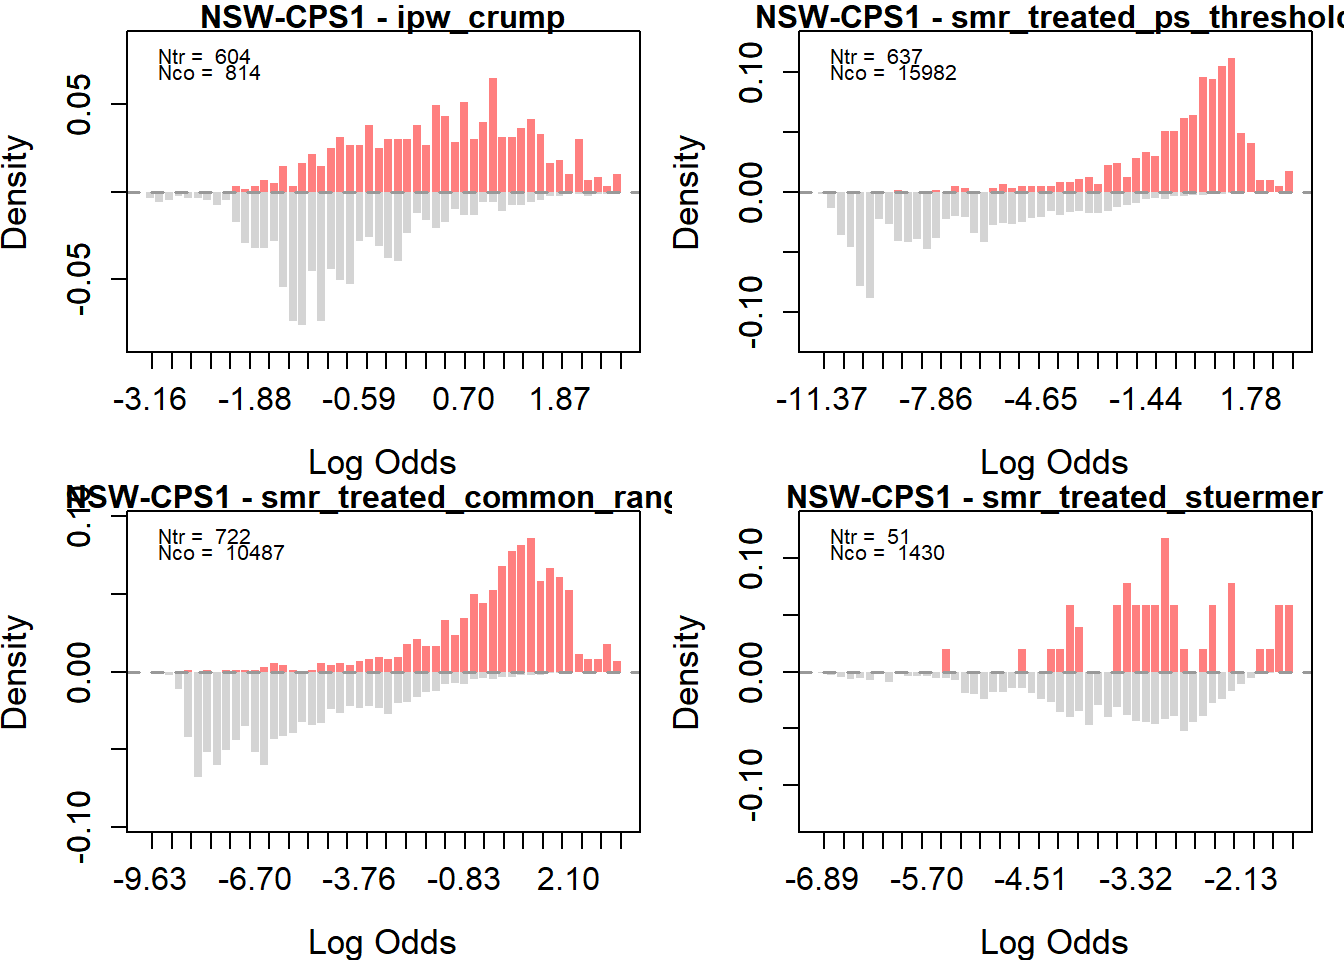 NSW-CPS1 - ipw_crump
Ntr = 604
Nco = 814
Density
0.05
-0.05
-3.16 -1.88 -0.59 0.70 1.87
Log Odds
NSW-CPS1 - smr_treated_ps_threshold
Ntr = 637
Nco = 15982
Density
0.10
0.00
-0.10
-11.37 -7.86 -4.65 -1.44 1.78
Log Odds
NSW-CPS1 - smr_treated_common_rang
Ntr = 722
Nco = 10487
Density
0.10
0.00
-0.10
-9.63 -6.70 -3.76 -0.83 2.10
Log Odds
NSW-CPS1 - smr_treated_stuermer
Ntr = 51
Nco = 1430
Density
0.10
0.00
-0.10
-6.89 -5.70 -4.51 -3.32 -2.13
Log Odds